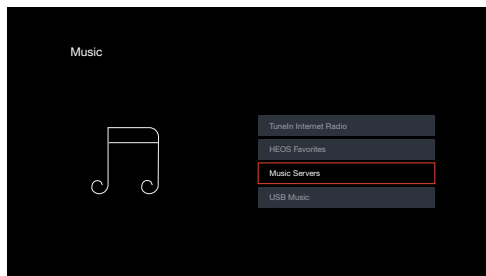 Music
TuneIn Internet Radio
HEOS Favorites
Music Servers
USB Music